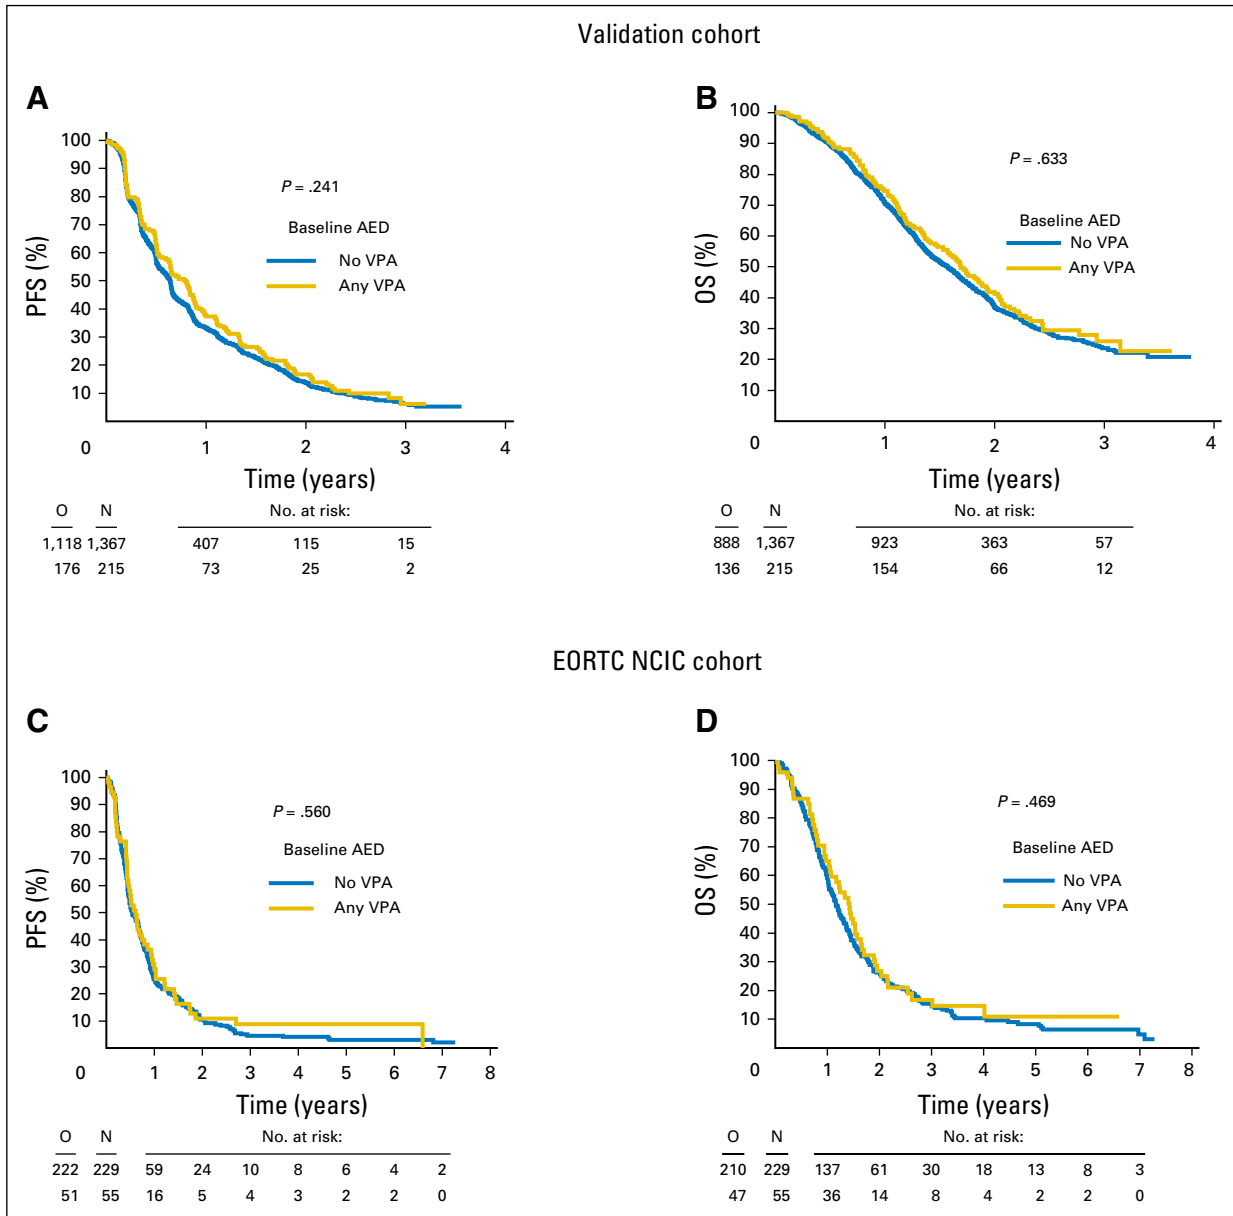 Validation cohort
A
PFS (%)
100
90
80
70
60
50
40
30
20
10
0 1 2 3 4
P = .241
Baseline AED
No VPA
Any VPA
Time (years)
O N No. at risk:
1,118 1,367 407 115 15
176 215 73 25 2
B
OS (%)
100
90
80
70
60
50
40
30
20
10
0 1 2 3 4
P = .633
Baseline AED
No VPA
Any VPA
Time (years)
O N No. at risk:
888 1,367 923 363 57
136 215 154 66 12
EORTC NCIC cohort
C
PFS (%)
100
90
80
70
60
50
40
30
20
10
0 1 2 3 4 5 6 7 8
P = .560
Baseline AED
No VPA
Any VPA
Time (years)
O N No. at risk:
222 229 59 24 10 8 6 4 2
51 55 16 5 4 3 2 2 0
D
OS (%)
100
90
80
70
60
50
40
30
20
10
0 1 2 3 4 5 6 7 8
P = .469
Baseline AED
No VPA
Any VPA
Time (years)
O N No. at risk:
210 229 137 61 30 18 13 8 3
47 55 36 14 8 4 2 2 0